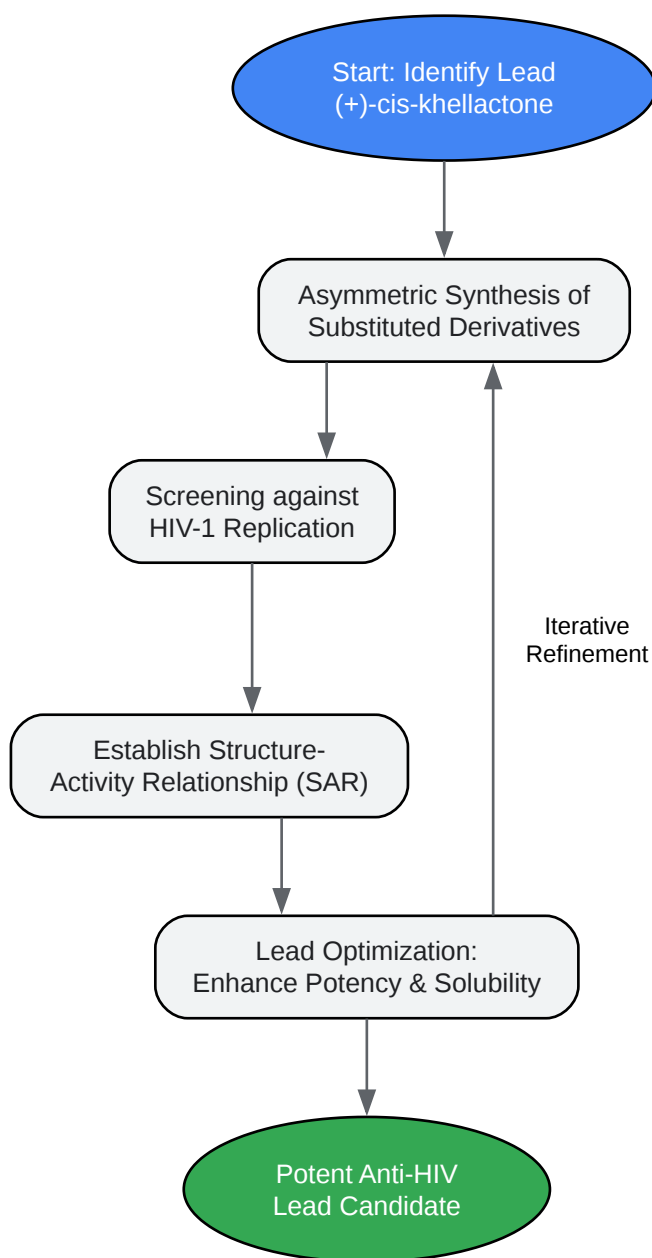 Start: Identify Lead
(+)-cis-khellactone
Asymmetric Synthesis of
Substituted Derivatives
Screening against
HIV-1 Replication
Iterative
Refinement
Establish Structure-
Activity Relationship (SAR)
Lead Optimization:
Enhance Potency & Solubility
Potent Anti-HIV
Lead Candidate